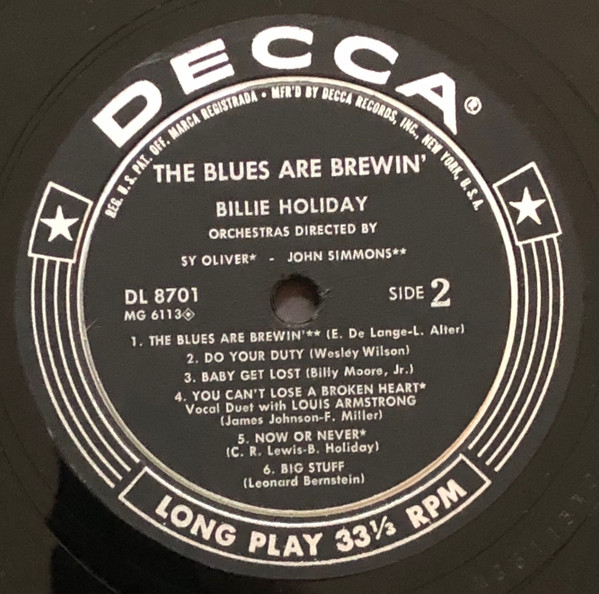 DECCA®
REG. U.S. PAT. OFF. MARCA REGISTRADA • MFR'D BY DECCA RECORDS, INC., NEW YORK, U.S.A.
THE BLUES ARE BREWIN'
BILLIE HOLIDAY
ORCHESTRAS DIRECTED BY
SY OLIVER* - JOHN SIMMONS**
DL 8701
SIDE 2
MG 6113
1. THE BLUES ARE BREWIN'** (E. De Lange-L. Alter)
2. DO YOUR DUTY (Wesley Wilson)
3. BABY GET LOST (Billy Moore, Jr.)
4. YOU CAN'T LOSE A BROKEN HEART*
Vocal Duet with LOUIS ARMSTRONG
(James Johnson-F. Miller)
5. NOW OR NEVER*
(C. R. Lewis-B. Holiday)
6. BIG STUFF
(Leonard Bernstein)
LONG PLAY 33⅓ RPM